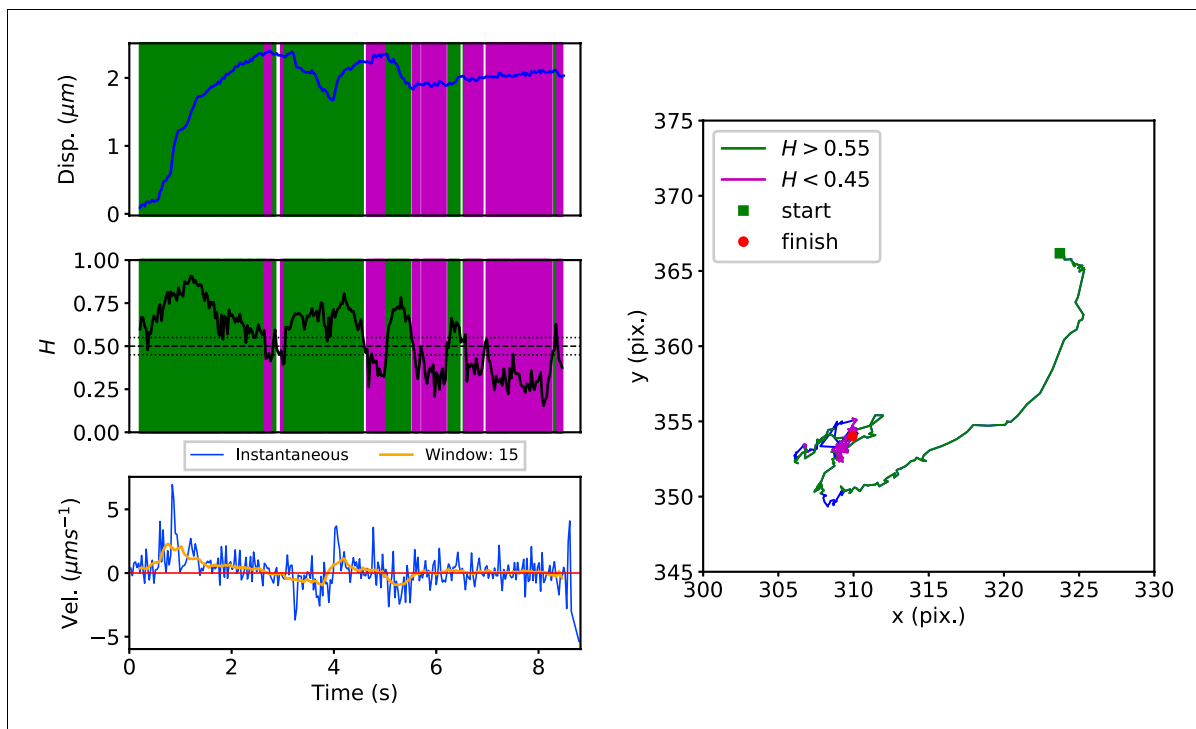 Disp. (μm)
2
1
0
H
1.00
0.75
0.50
0.25
0.00
Instantaneous
Window: 15
Vel. (μms⁻¹)
5
0
−5
0 2 4 6 8
Time (s)
y (pix.)
375
370
365
360
355
350
345
H > 0.55
H < 0.45
start
finish
300 305 310 315 320 325 330
x (pix.)